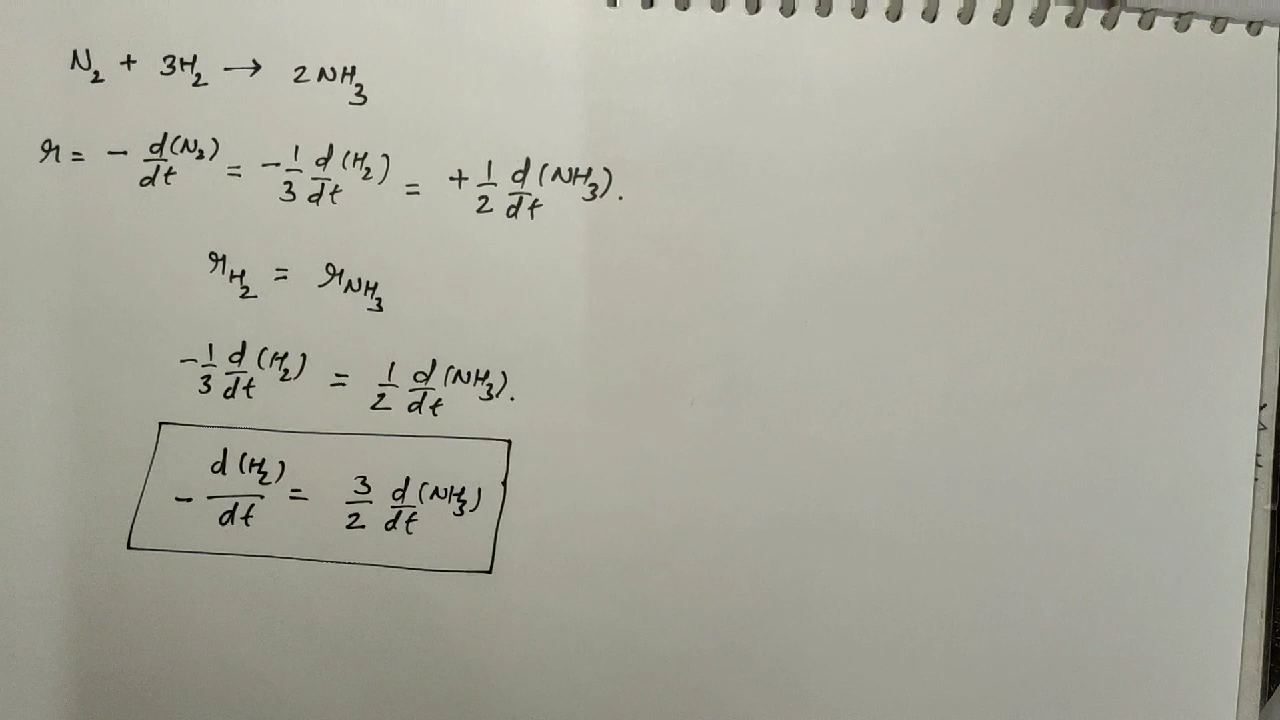 N₂ + 3H₂ → 2NH₃
r = - d(N₂)/dt = -1/3 d/dt (H₂) = +1/2 d/dt (NH₃).
r_H₂ = r_NH₃
-1/3 d/dt (H₂) = 1/2 d/dt (NH₃).
- d(H₂)/dt = 3/2 d/dt (NH₃)